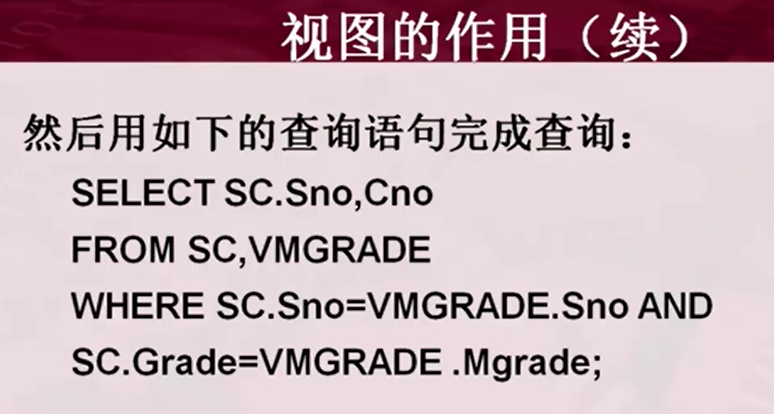 视图的作用（续）
然后用如下的查询语句完成查询：
SELECT SC.Sno,Cno
FROM SC,VMGRADE
WHERE SC.Sno=VMGRADE.Sno AND
SC.Grade=VMGRADE .Mgrade;